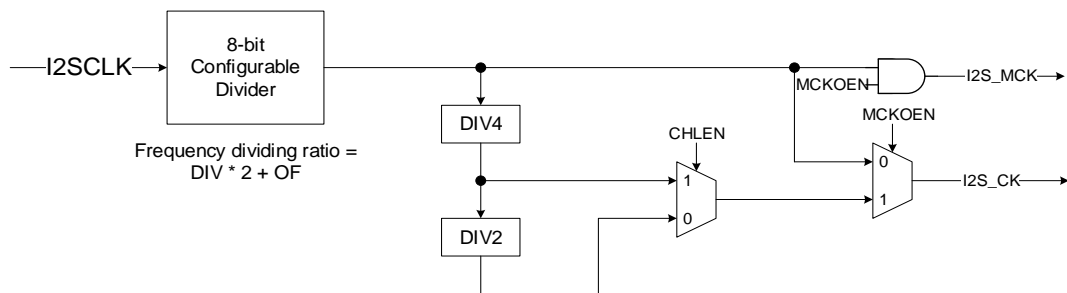 I2SCLK
8-bit
Configurable
Divider
Frequency dividing ratio =
DIV * 2 + OF
DIV4
DIV2
CHLEN
1
0
MCKOEN
I2S_MCK
MCKOEN
0
1
I2S_CK